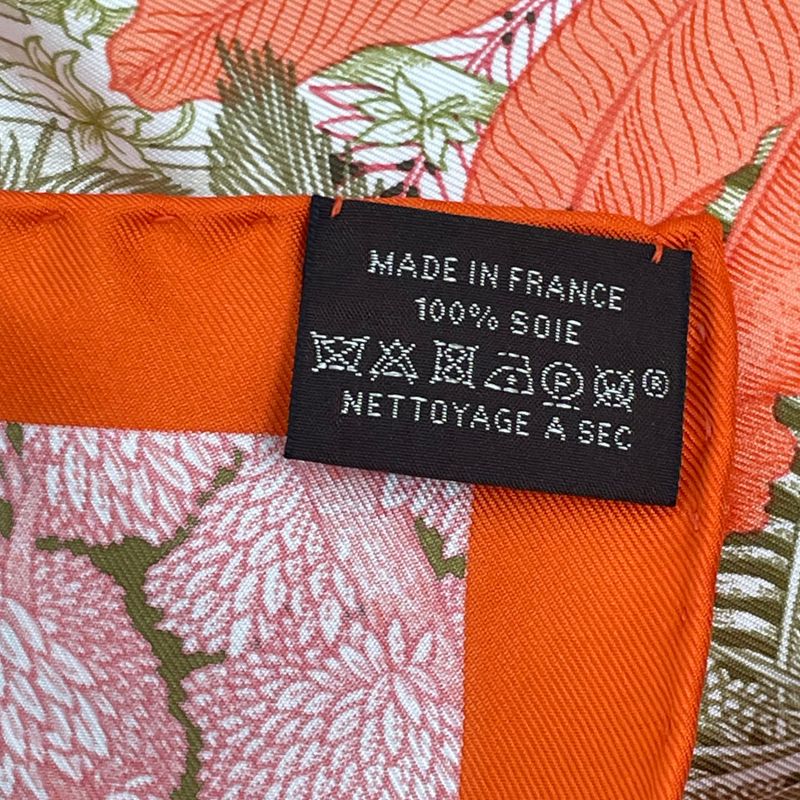 MADE IN FRANCE
100% SOIE
P ®
NETTOYAGE A SEC